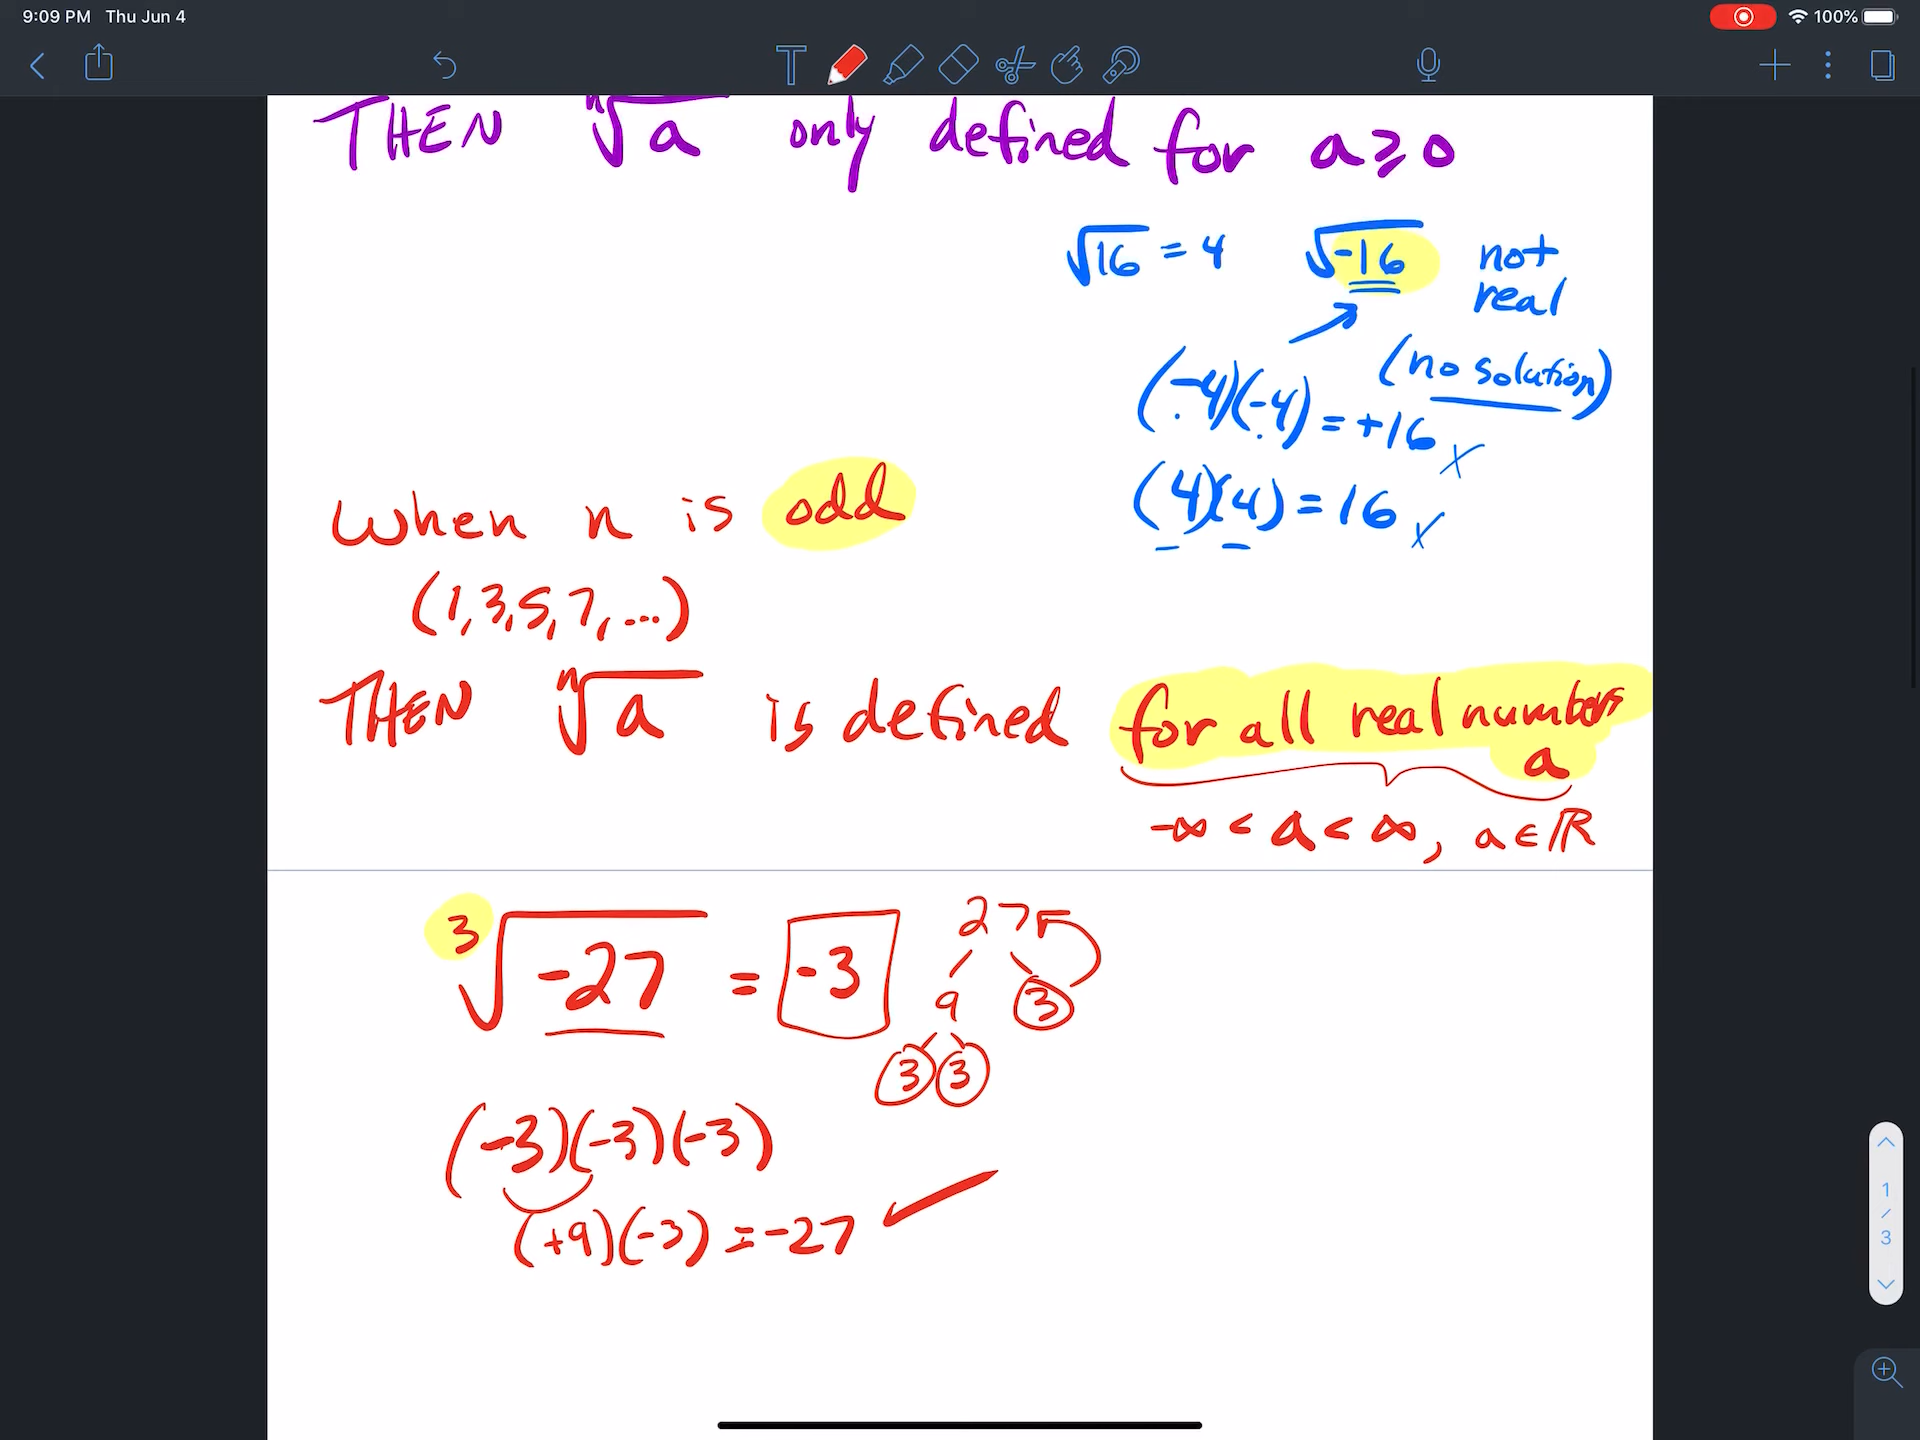 9:09 PM Thu Jun 4
100%
THEN ⁿ√a only defined for a ≥ 0
√16 = 4 √-16 not real
(no solution)
(-4)(-4) = +16 x
(4)(4) = 16 x
When n is odd
(1, 3, 5, 7, ...)
THEN ⁿ√a is defined for all real numbers a
-∞ < a < ∞, a ∈ ℝ
³√-27 = -3
27
9 3
3 3
(-3)(-3)(-3)
(+9)(-3) = -27 ✓
1
/
3